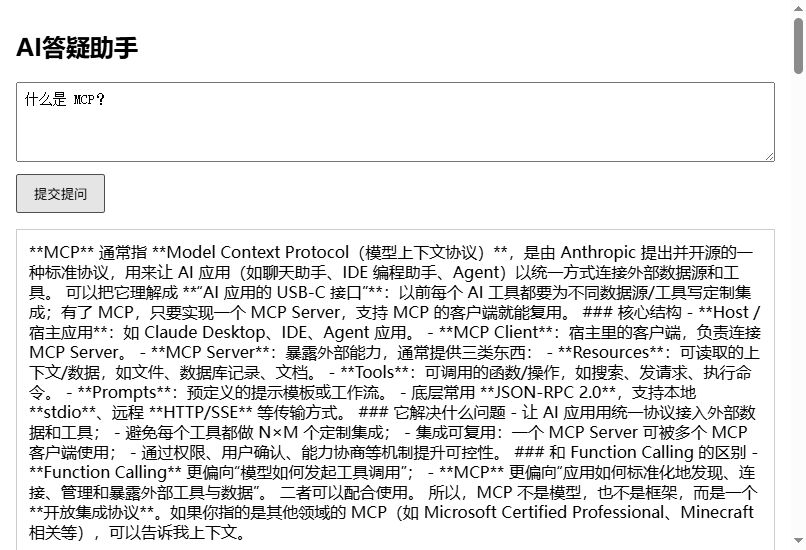 AI答疑助手
什么是 MCP?
提交提问
**MCP** 通常指 **Model Context Protocol（模型上下文协议）**，是由 Anthropic 提出并开源的一
种标准协议，用来让 AI 应用（如聊天助手、IDE 编程助手、Agent）以统一方式连接外部数据源和工
具。 可以把它理解成 **“AI 应用的 USB-C 接口”**：以前每个 AI 工具都要为不同数据源/工具写定制集
成；有了 MCP，只要实现一个 MCP Server，支持 MCP 的客户端就能复用。 ### 核心结构 - **Host /
宿主应用**：如 Claude Desktop、IDE、Agent 应用。 - **MCP Client**：宿主里的客户端，负责连接
MCP Server。 - **MCP Server**：暴露外部能力，通常提供三类东西： - **Resources**：可读取的上
下文/数据，如文件、数据库记录、文档。 - **Tools**：可调用的函数/操作，如搜索、发请求、执行命
令。 - **Prompts**：预定义的提示模板或工作流。 - 底层常用 **JSON-RPC 2.0**，支持本地
**stdio**、远程 **HTTP/SSE** 等传输方式。 ### 它解决什么问题 - 让 AI 应用用统一协议接入外部数
据和工具； - 避免每个工具都做 N×M 个定制集成； - 集成可复用：一个 MCP Server 可被多个 MCP
客户端使用； - 通过权限、用户确认、能力协商等机制提升可控性。 ### 和 Function Calling 的区别 -
**Function Calling** 更偏向“模型如何发起工具调用”； - **MCP** 更偏向“应用如何标准化地发现、连
接、管理和暴露外部工具与数据”。 二者可以配合使用。 所以，MCP 不是模型，也不是框架，而是一个
**开放集成协议**。如果你指的是其他领域的 MCP（如 Microsoft Certified Professional、Minecraft
相关等），可以告诉我上下文。